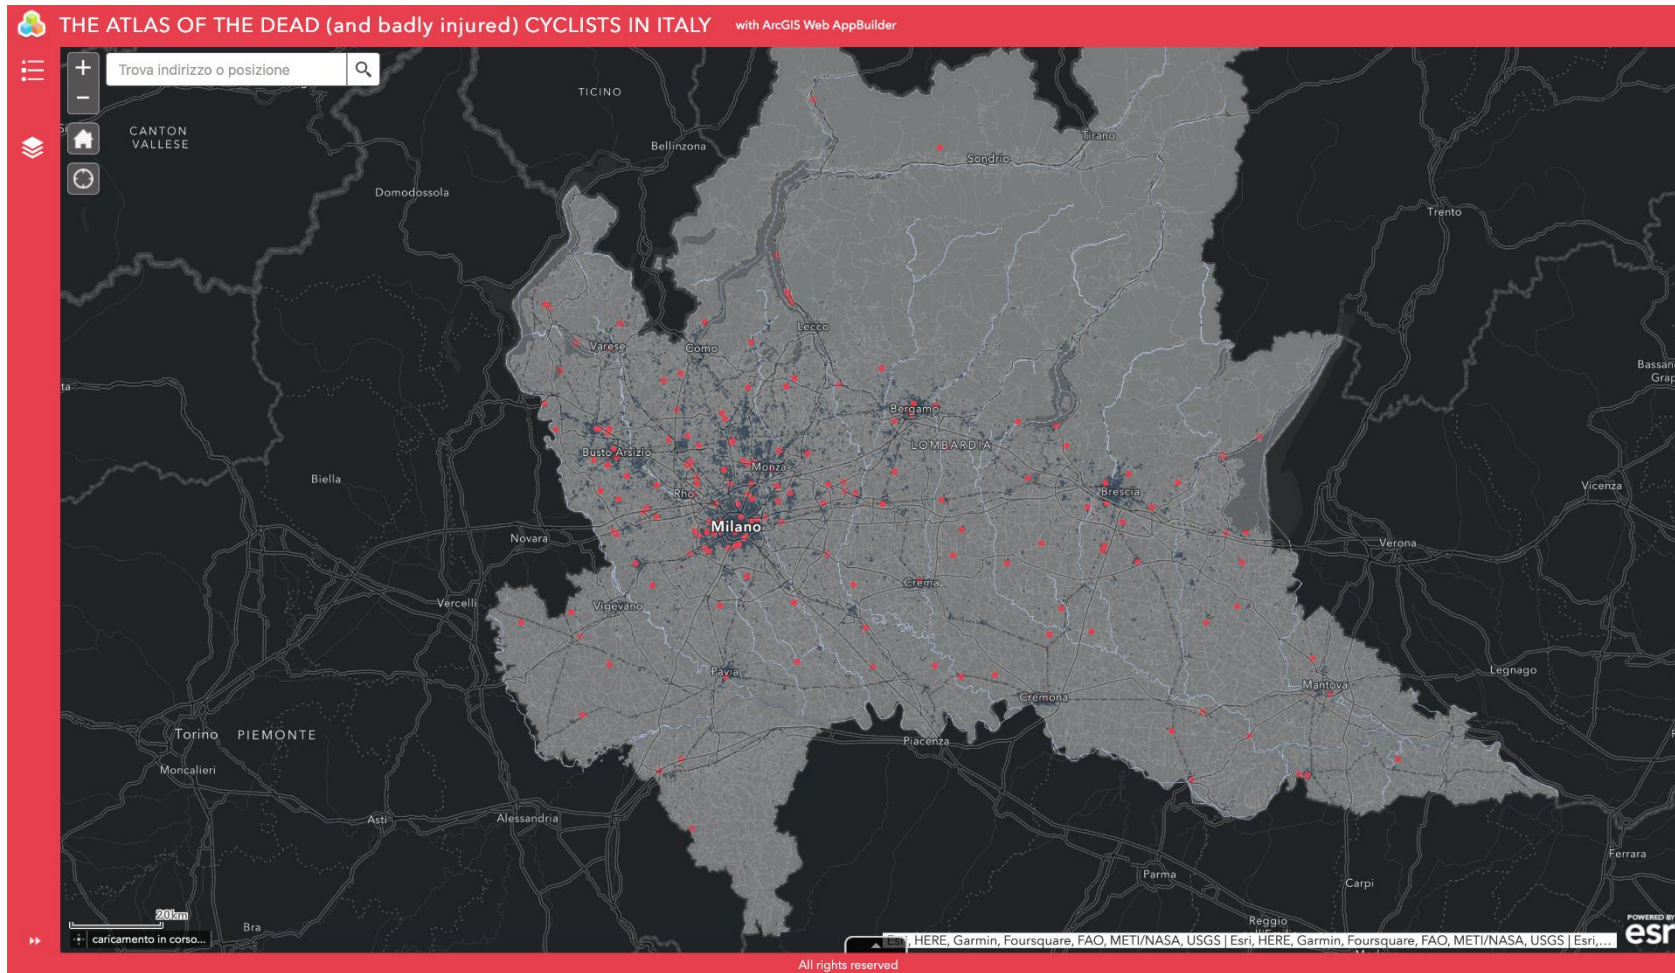 THE ATLAS OF THE DEAD (and badly injured) CYCLISTS IN ITALY
with ArcGIS Web AppBuilder
+
Trova indirizzo o posizione
−
TICINO
CANTON
VALLESE
Bellinzona
Tirano
Sondrio
Domodossola
Trento
Lecco
Varese
Como
Bergamo
LOMBARDIA
Busto Arsizio
Monza
Biella
Rho
Brescia
Vicenza
Milano
Novara
Verona
Crema
Vercelli
Vigevano
Pavia
Legnago
Mantova
Cremona
Torino
PIEMONTE
Piacenza
Moncalieri
Asti
Alessandria
Ferrara
Parma
Carpi
20km
Bra
Reggio
caricamento in corso...
Esri, HERE, Garmin, Foursquare, FAO, METI/NASA, USGS | Esri, HERE, Garmin, Foursquare, FAO, METI/NASA, USGS | Esri,...
POWERED BY
esri
All rights reserved